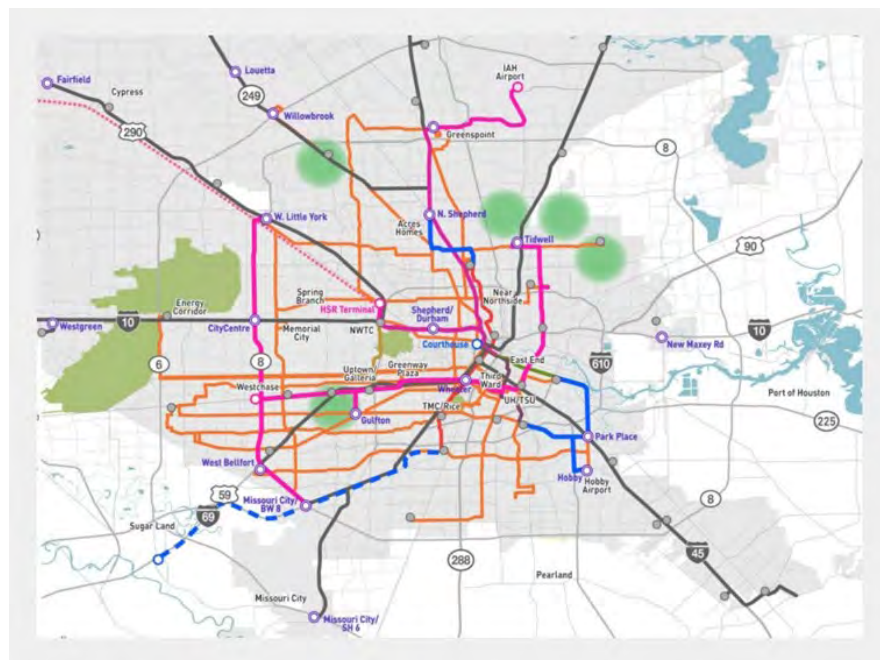 IAH
Airport
Fairfield
Louetta
Cypress
249
Willowbrook
290
Greenspoint
8
W. Little York
N. Shepherd
Acres
Homes
Tidwell
90
Spring
Branch
Near
Northside
Energy
Corridor
HSR Terminal
Shepherd/
Durham
Westgreen
10
CityCentre
Memorial
City
NWTC
Courthouse
10
New Maxey Rd
East End
610
6
8
Uptown/
Galleria
Greenway
Plaza
Third
Ward
Wheeler
Westchase
Port of Houston
TMC/Rice
UH/TSU
225
Gulfton
Park Place
West Bellfort
Hobby
Hobby
Airport
59
Missouri City/
BW 8
8
69
Sugar Land
45
288
Pearland
Missouri City
Missouri City/
SH 6